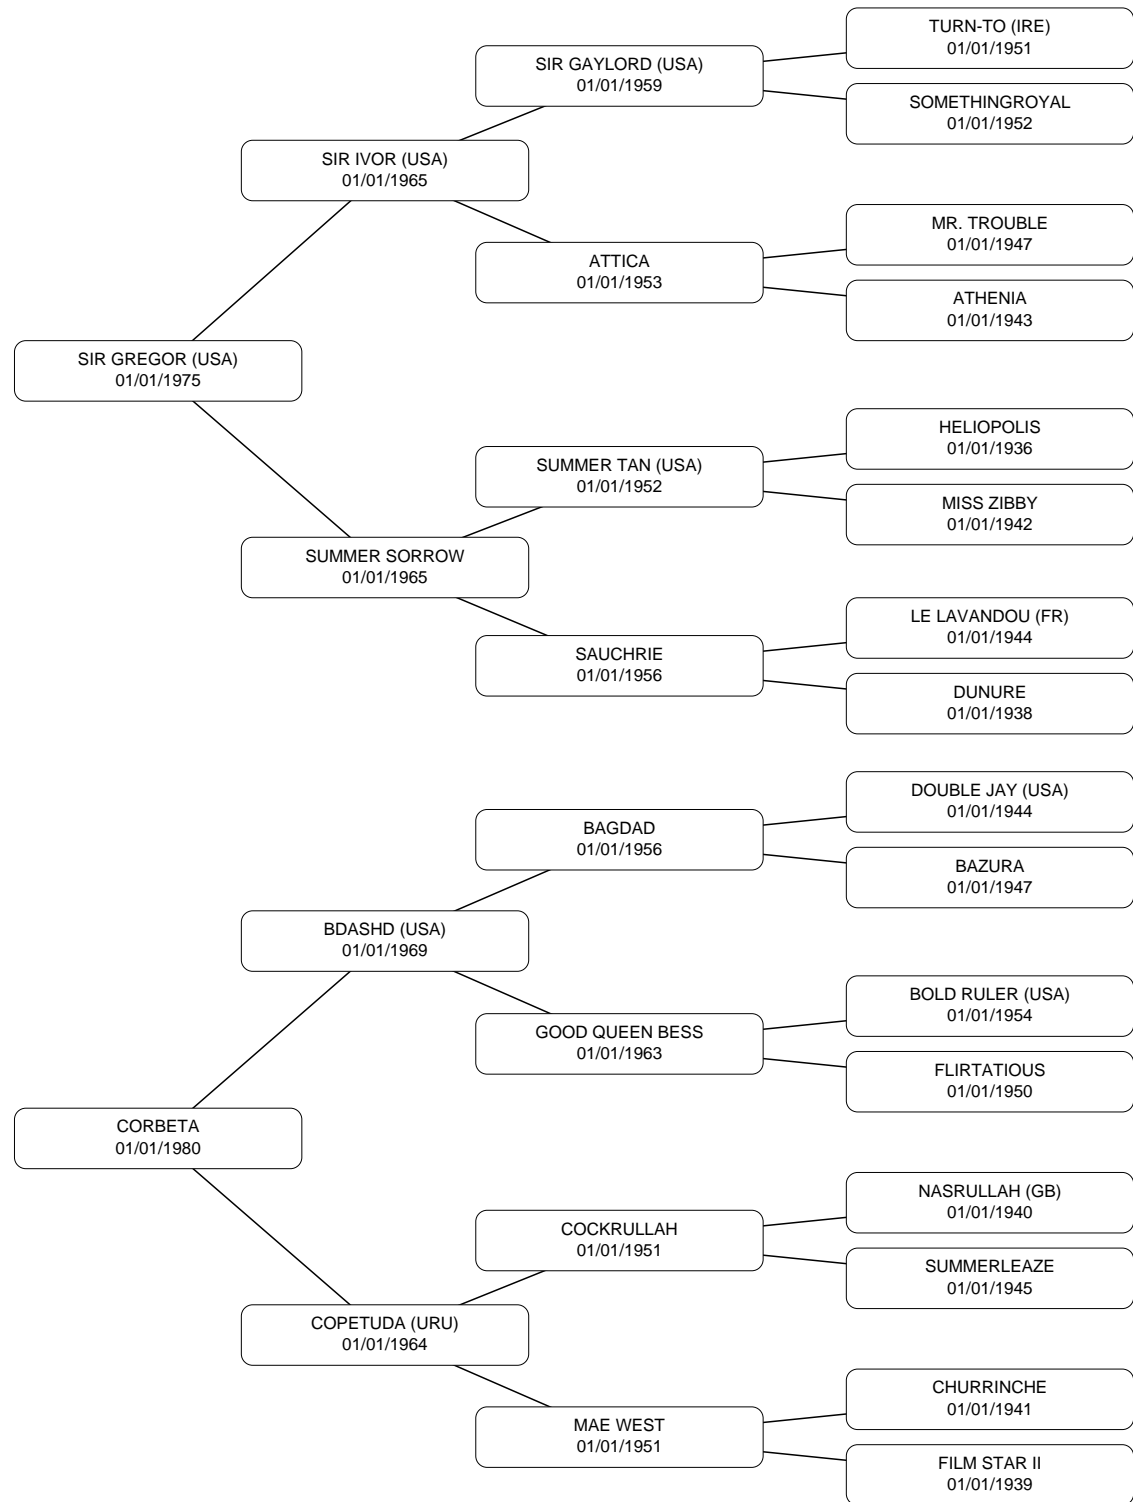 TURN-TO (IRE)
01/01/1951
SIR GAYLORD (USA)
01/01/1959
SOMETHINGROYAL
01/01/1952
SIR IVOR (USA)
01/01/1965
MR. TROUBLE
01/01/1947
ATTICA
01/01/1953
ATHENIA
01/01/1943
SIR GREGOR (USA)
01/01/1975
HELIOPOLIS
01/01/1936
SUMMER TAN (USA)
01/01/1952
MISS ZIBBY
01/01/1942
SUMMER SORROW
01/01/1965
LE LAVANDOU (FR)
01/01/1944
SAUCHRIE
01/01/1956
DUNURE
01/01/1938
DOUBLE JAY (USA)
01/01/1944
BAGDAD
01/01/1956
BAZURA
01/01/1947
BDASHD (USA)
01/01/1969
BOLD RULER (USA)
01/01/1954
GOOD QUEEN BESS
01/01/1963
FLIRTATIOUS
01/01/1950
CORBETA
01/01/1980
NASRULLAH (GB)
01/01/1940
COCKRULLAH
01/01/1951
SUMMERLEAZE
01/01/1945
COPETUDA (URU)
01/01/1964
CHURRINCHE
01/01/1941
MAE WEST
01/01/1951
FILM STAR II
01/01/1939